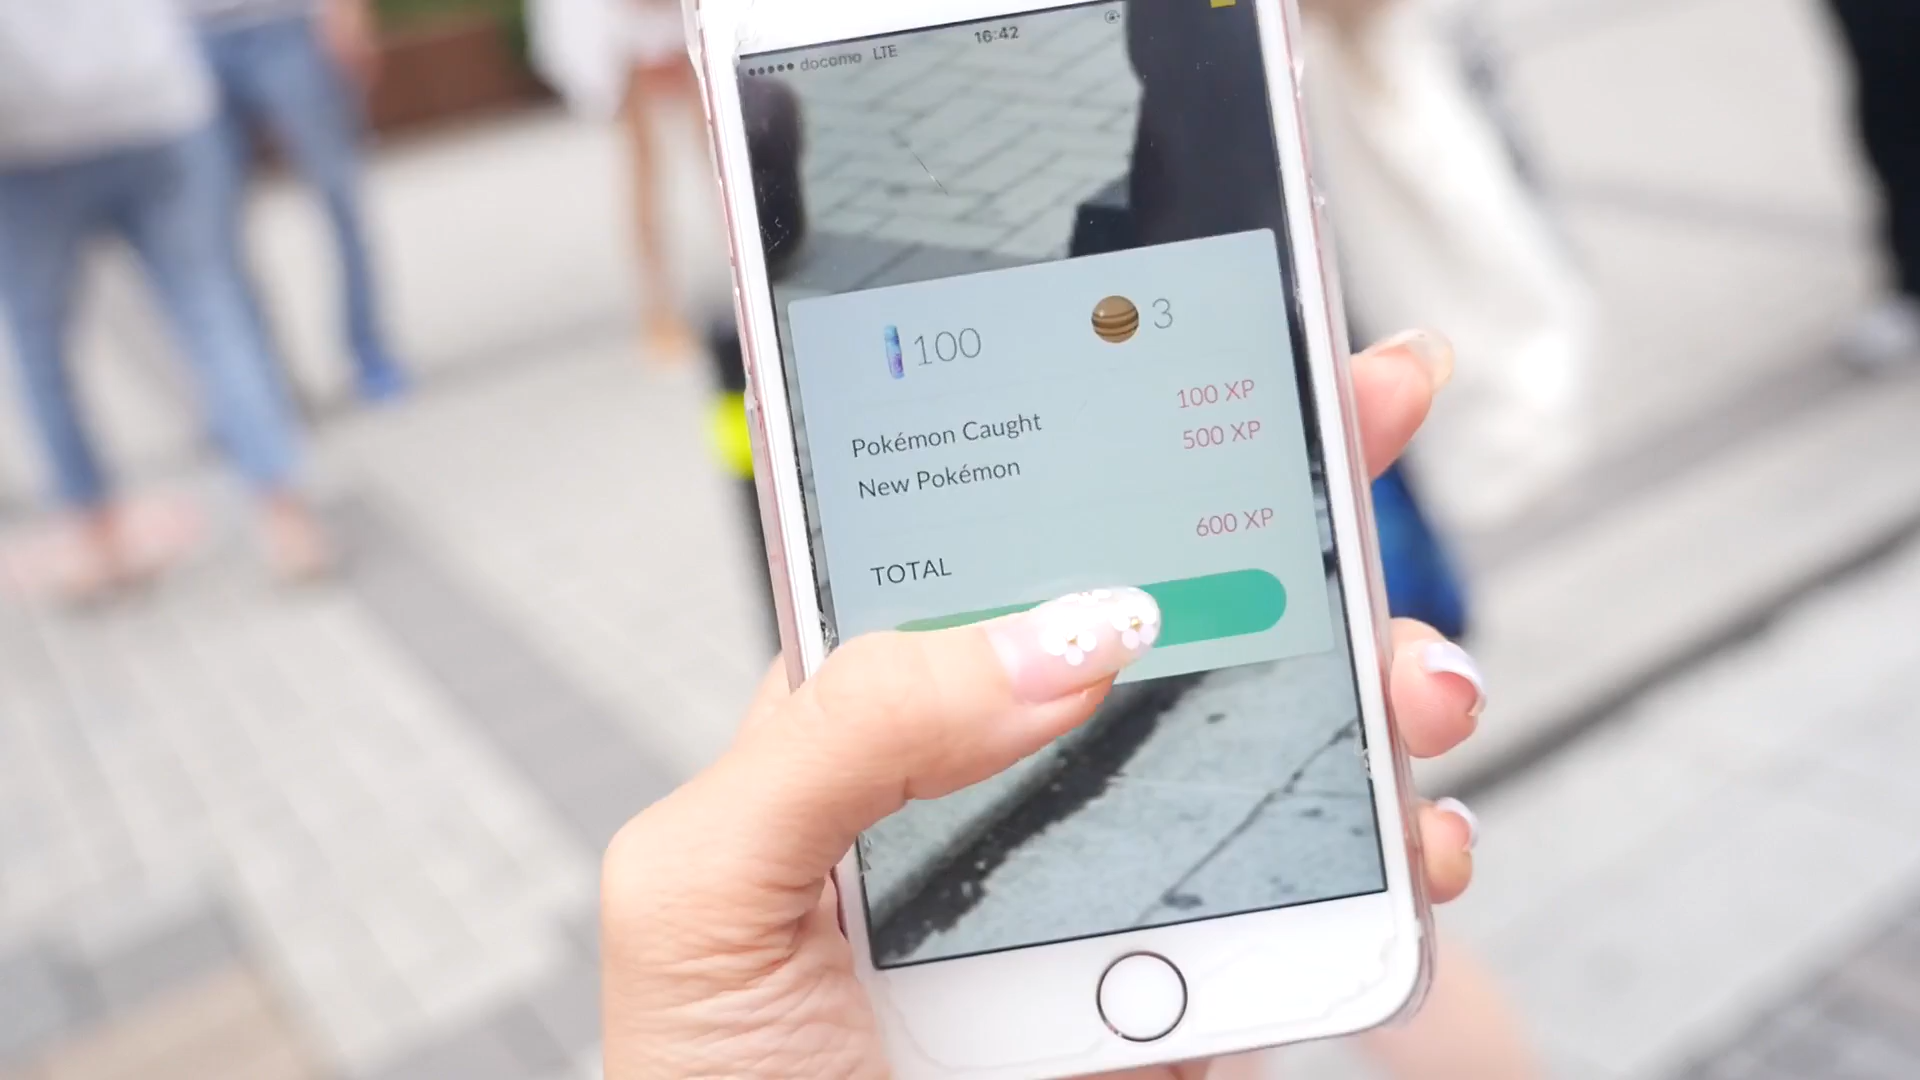 docomo LTE 16:42
100 3
Pokémon Caught 100 XP
New Pokémon 500 XP
TOTAL 600 XP